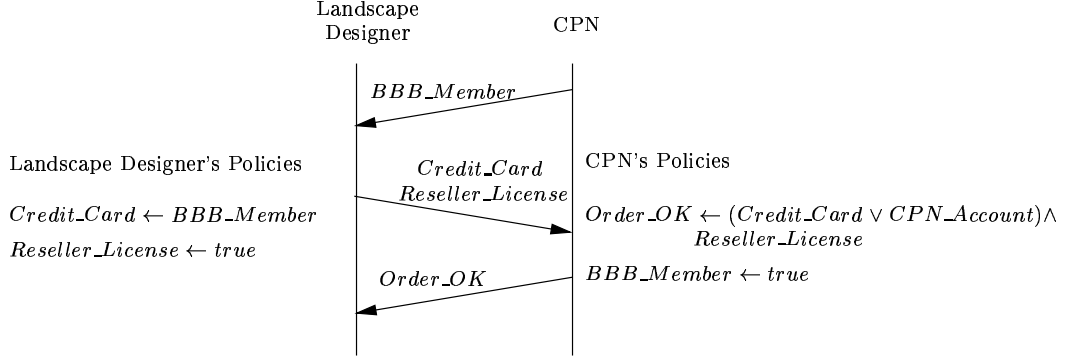 Landscape
Designer
CPN
BBB_Member
Landscape Designer's Policies
Credit_Card
Reseller_License
CPN's Policies
Credit_Card ← BBB_Member
Reseller_License ← true
Order_OK ← (Credit_Card ∨ CPN_Account)∧
Reseller_License
Order_OK
BBB_Member ← true